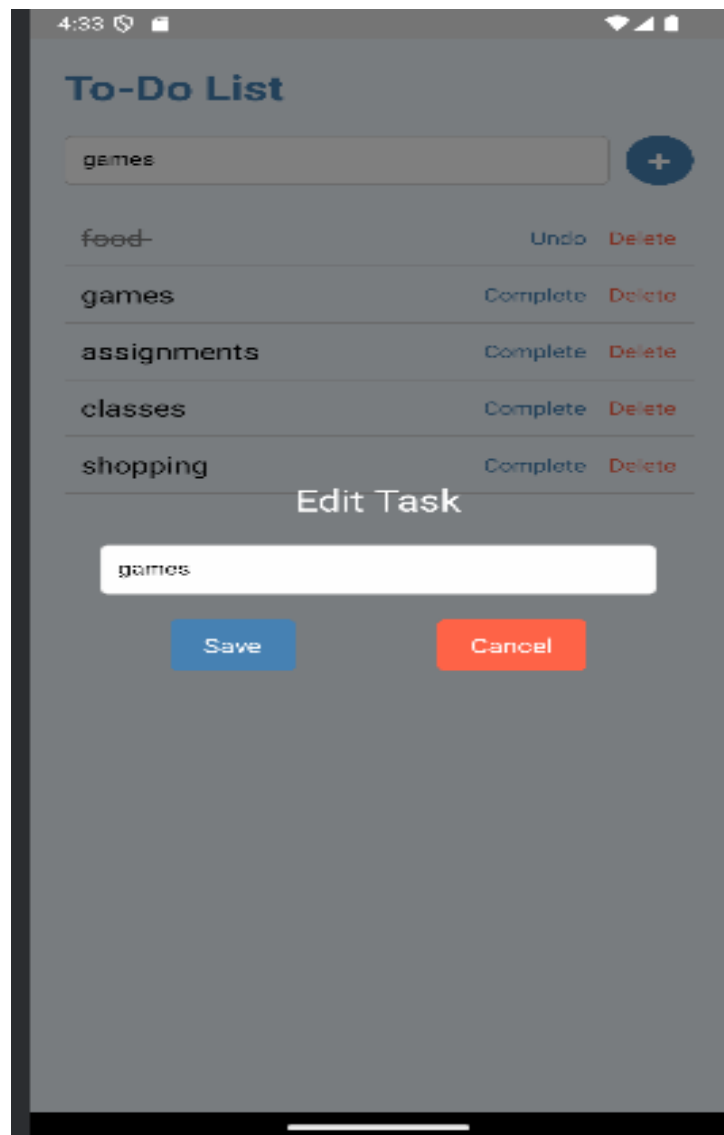 4:33
To-Do List
games
+
food
Undo Delete
games Complete Delete
assignments Complete Delete
classes Complete Delete
shopping Complete Delete
Edit Task
games
Save Cancel